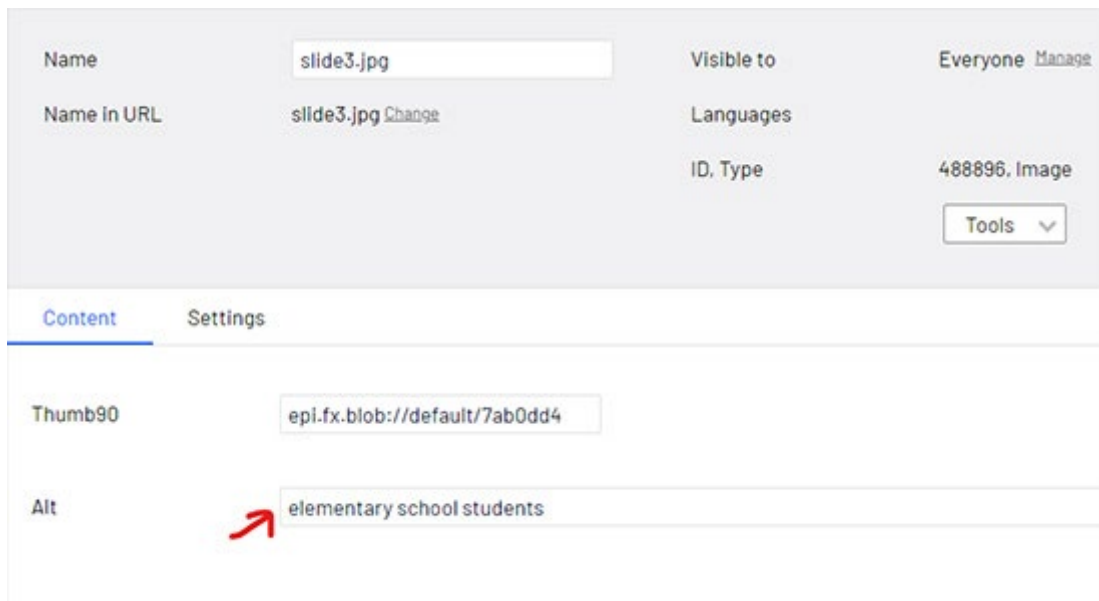 Name
slide3.jpg
Visible to
Everyone Manage
Name in URL
slide3.jpg Change
Languages
ID, Type
488896, Image
Tools
Content
Settings
Thumb90
epi.fx.blob://default/7ab0dd4
Alt
elementary school students